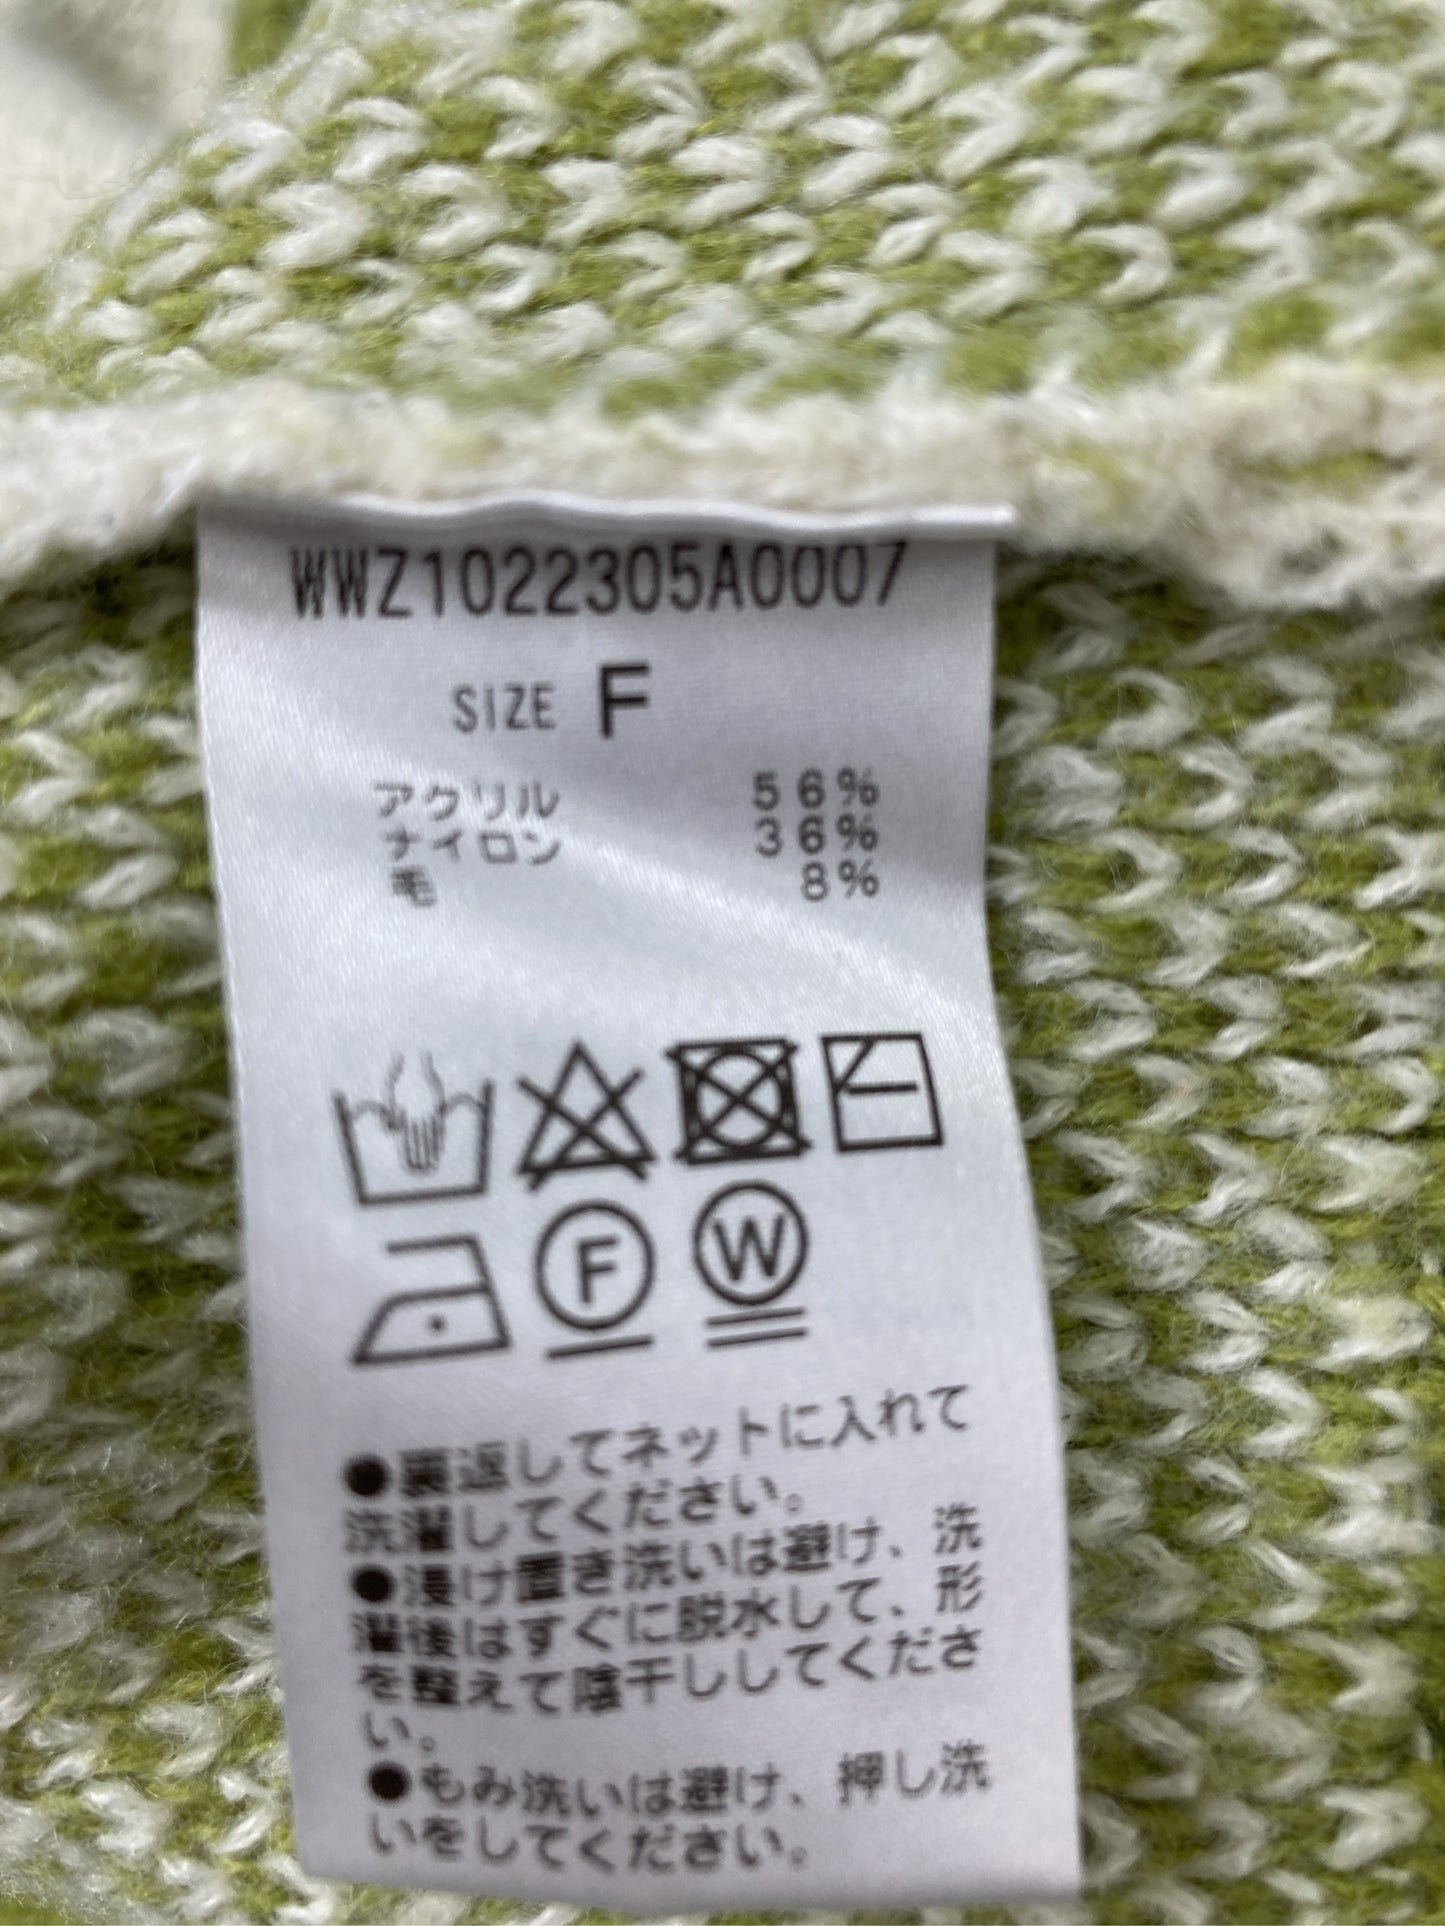 WWZ1022305A0007
SIZE F
アクリル 56%
ナイロン 36%
毛 8%
F W
●裏返してネットに入れて
洗濯してください。
●浸け置き洗いは避け、洗
濯後はすぐに脱水して、形
を整えて陰干ししてくださ
い。
●もみ洗いは避け、押し洗
いをしてください。